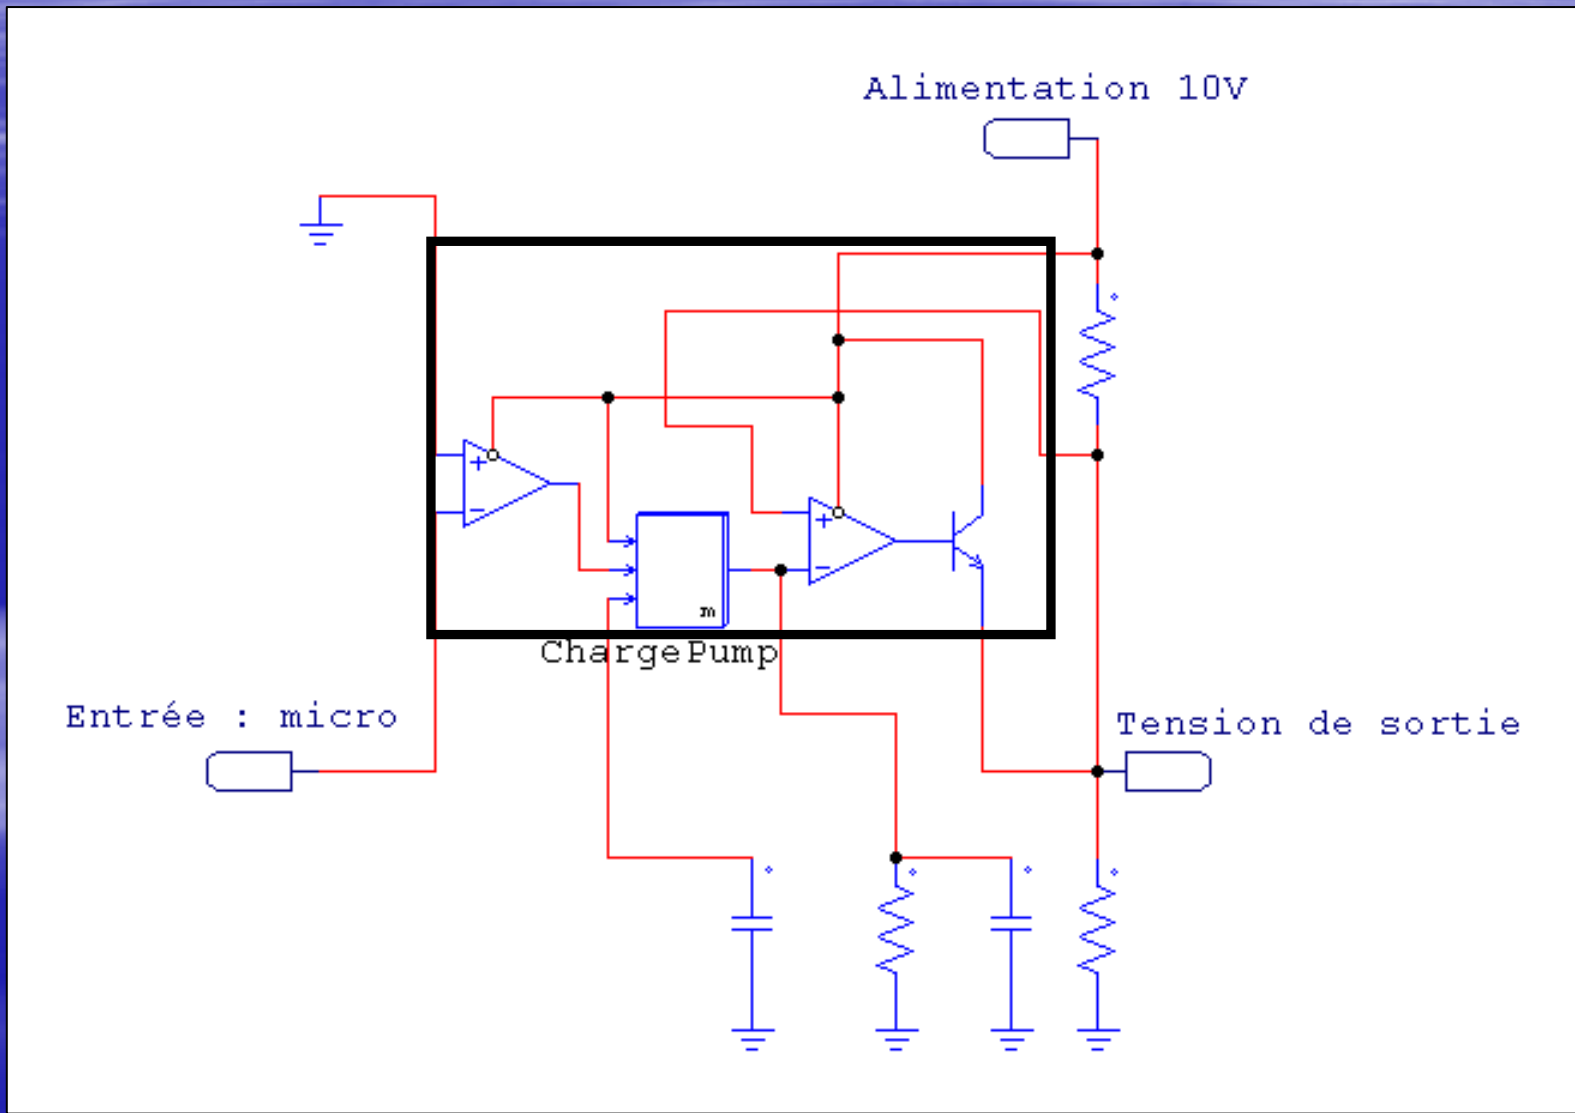 Alimentation 10V
+
-
+
-
m
ChargePump
Entrée : micro
Tension de sortie